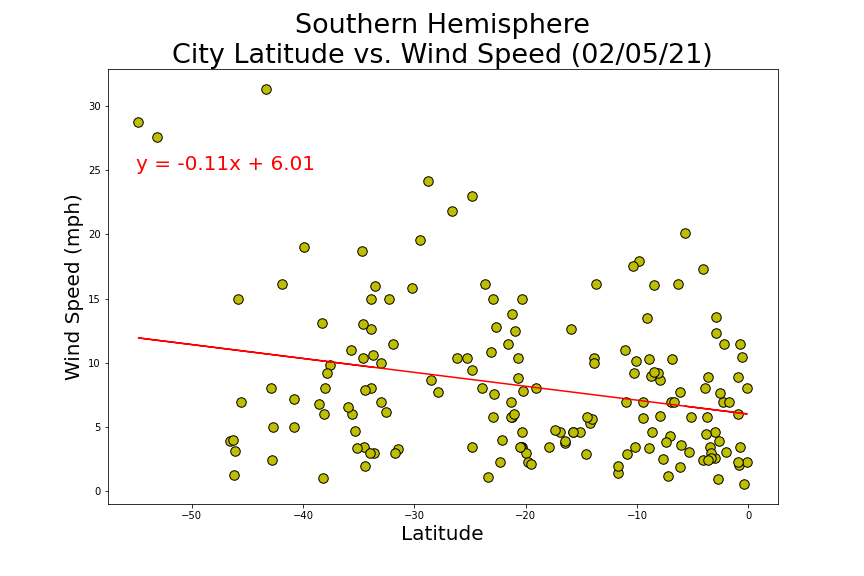 Southern Hemisphere
City Latitude vs. Wind Speed (02/05/21)
30
25
20
15
10
5
0
y = -0.11x + 6.01
Wind Speed (mph)
−50
−40
−30
−20
−10
0
Latitude